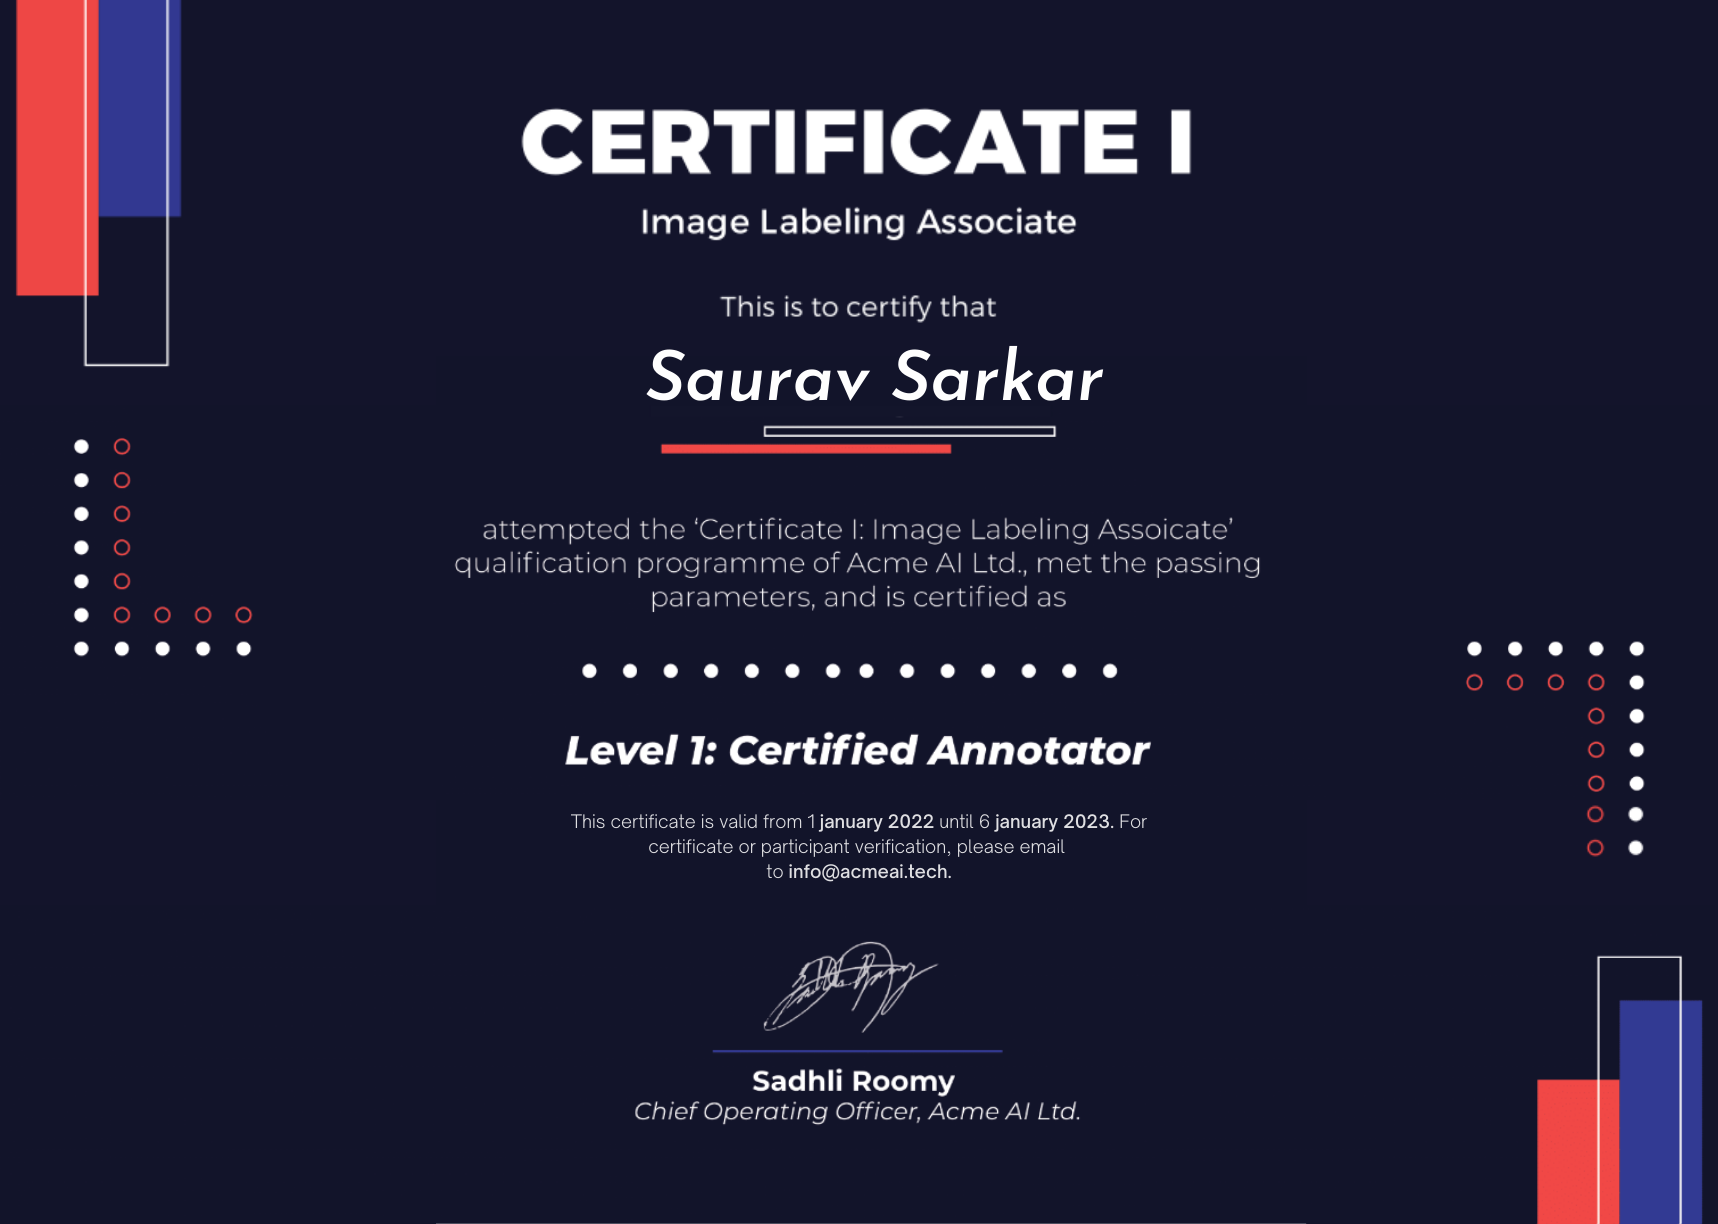 CERTIFICATE I
Image Labeling Associate
This is to certify that
Saurav Sarkar
attempted the ‘Certificate I: Image Labeling Assoicate’
qualification programme of Acme AI Ltd., met the passing
parameters, and is certified as
Level 1: Certified Annotator
This certificate is valid from 1 january 2022 until 6 january 2023. For
certificate or participant verification, please email
to info@acmeai.tech.
Sadhli Roomy
Chief Operating Officer, Acme AI Ltd.